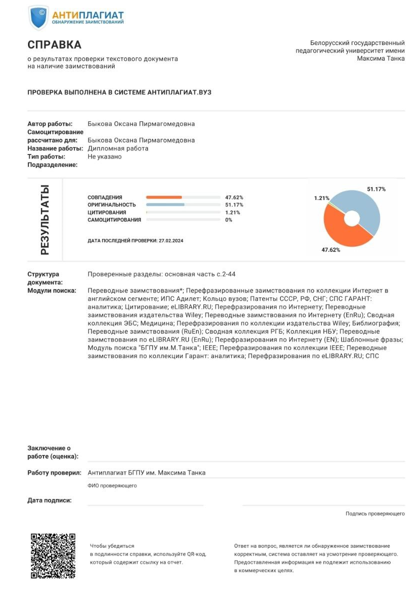 АНТИПЛАГИАТ
ОБНАРУЖЕНИЕ ЗАИМСТВОВАНИЙ
СПРАВКА
о результатах проверки текстового документа
на наличие заимствований
Белорусский государственный
педагогический университет имени
Максима Танка
ПРОВЕРКА ВЫПОЛНЕНА В СИСТЕМЕ АНТИПЛАГИАТ.ВУЗ
Автор работы: Быкова Оксана Пирмагомедовна
Самоцитирование
рассчитано для: Быкова Оксана Пирмагомедовна
Название работы: Дипломная работа
Тип работы: Не указано
Подразделение:
РЕЗУЛЬТАТЫ
СОВПАДЕНИЯ 47.62%
ОРИГИНАЛЬНОСТЬ 51.17%
ЦИТИРОВАНИЯ 1.21%
САМОЦИТИРОВАНИЯ 0%
ДАТА ПОСЛЕДНЕЙ ПРОВЕРКИ: 27.02.2024
51.17%
1.21%
47.62%
Структура
документа:
Проверенные разделы: основная часть с.2-44
Модули поиска:
Переводные заимствования*; Перефразированные заимствования по коллекции Интернет в
английском сегменте; ИПС Адилет; Кольцо вузов; Патенты СССР, РФ, СНГ; СПС ГАРАНТ:
аналитика; Цитирование; eLIBRARY.RU; Перефразирования по Интернету; Переводные
заимствования издательства Wiley; Переводные заимствования по Интернету (EnRu); Сводная
коллекция ЭБС; Медицина; Перефразирования по коллекции издательства Wiley; Библиография;
Переводные заимствования (RuEn); Сводная коллекция РГБ; Коллекция НБУ; Переводные
заимствования по eLIBRARY.RU (EnRu); Перефразирования по Интернету (EN); Шаблонные фразы;
Модуль поиска "БГПУ им.М.Танка"; IEEE; Перефразирования по коллекции IEEE; Переводные
заимствования по коллекции Гарант: аналитика; Перефразирования по eLIBRARY.RU; СПС
Заключение о
работе (оценка):
Работу проверил: Антиплагиат БГПУ им. Максима Танка
ФИО проверяющего
Дата подписи:
Подпись проверяющего
Чтобы убедиться
в подлинности справки, используйте QR-код,
который содержит ссылку на отчет.
Ответ на вопрос, является ли обнаруженное заимствование
корректным, система оставляет на усмотрение проверяющего.
Предоставленная информация не подлежит использованию
в коммерческих целях.